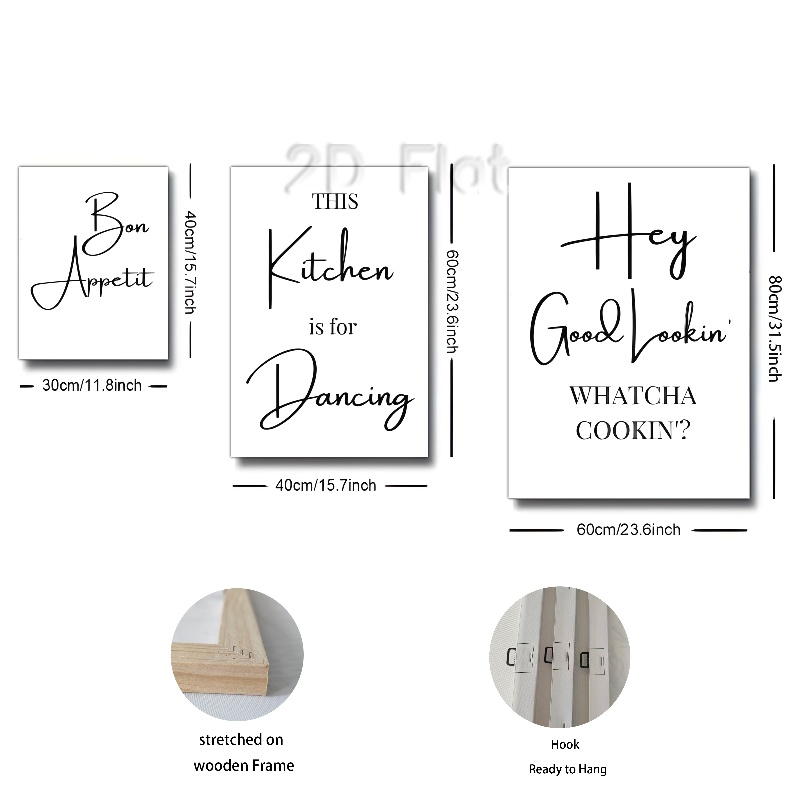 2D Flat
Bon
Appetit
40cm/15.7inch
30cm/11.8inch
THIS
Kitchen
is for
Dancing
60cm/23.6inch
40cm/15.7inch
Hey
Good Lookin'
WHATCHA
COOKIN'?
80cm/31.5inch
60cm/23.6inch
stretched on
wooden Frame
Hook
Ready to Hang